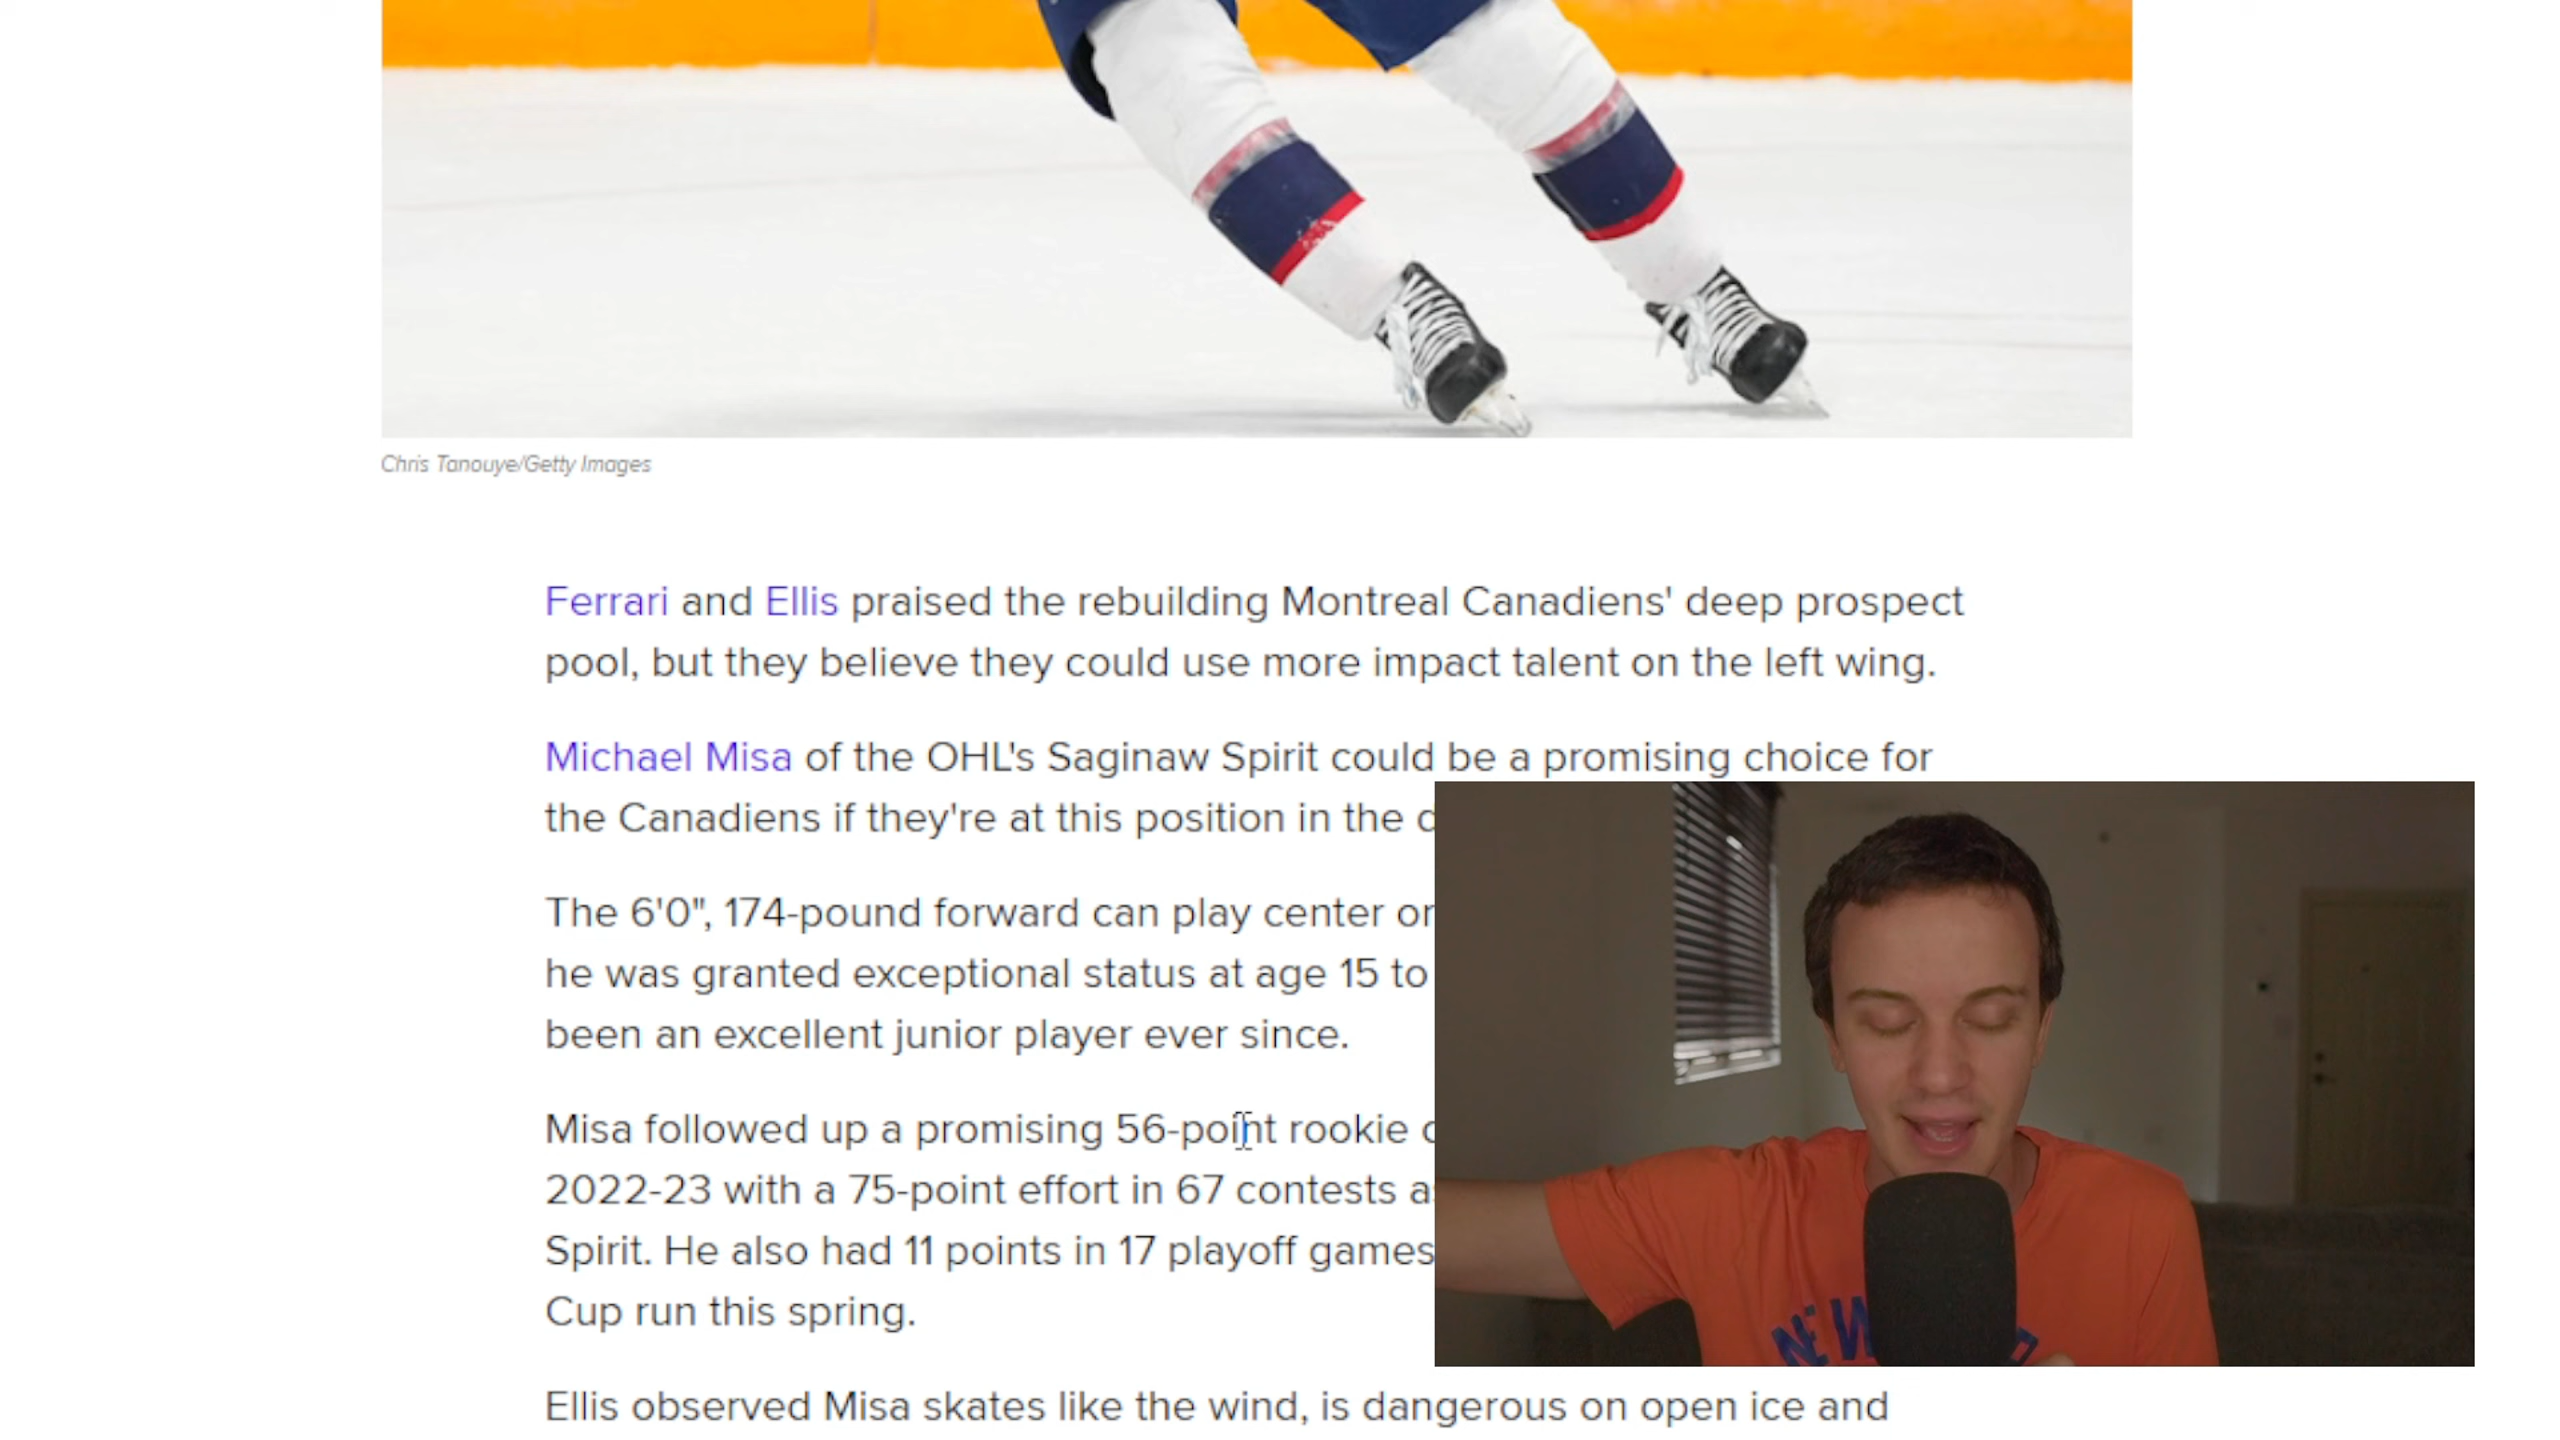 Chris Tanouye/Getty Images
Ferrari and Ellis praised the rebuilding Montreal Canadiens' deep prospect
pool, but they believe they could use more impact talent on the left wing.
Michael Misa of the OHL's Saginaw Spirit could be a promising choice for
the Canadiens if they're at this position in the
The 6'0", 174-pound forward can play center or
he was granted exceptional status at age 15 to
been an excellent junior player ever since.
Misa followed up a promising 56-point rookie
2022-23 with a 75-point effort in 67 contests
Spirit. He also had 11 points in 17 playoff games
Cup run this spring.
Ellis observed Misa skates like the wind, is dangerous on open ice and